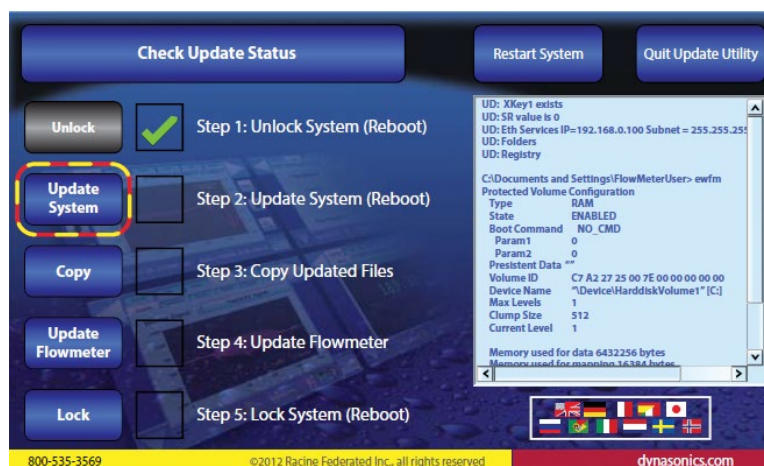 Check Update Status
Restart System
Quit Update Utility
Unlock
Step 1: Unlock System (Reboot)
Update
System
Step 2: Update System (Reboot)
Copy
Step 3: Copy Updated Files
Update
Flowmeter
Step 4: Update Flowmeter
Lock
Step 5: Lock System (Reboot)
UD: XKey1 exists
UD: SR value is 0
UD: Eth Services IP=192.168.0.100 Subnet = 255.255.255
UD: Folders
UD: Registry
C:\Documents and Settings\FlowMeterUser> ewfm
Protected Volume Configuration
Type RAM
State ENABLED
Boot Command NO_CMD
Param1 0
Param2 0
Presistent Data ""
Volume ID C7 A2 27 25 00 7E 00 00 00 00 00
Device Name "\Device\HarddiskVolume1" [C:]
Max Levels 1
Clump Size 512
Current Level 1
Memory used for data 6432256 bytes
Memory used for mapping 16384 bytes
800-535-3569
©2012 Racine Federated Inc., all rights reserved
dynasonics.com